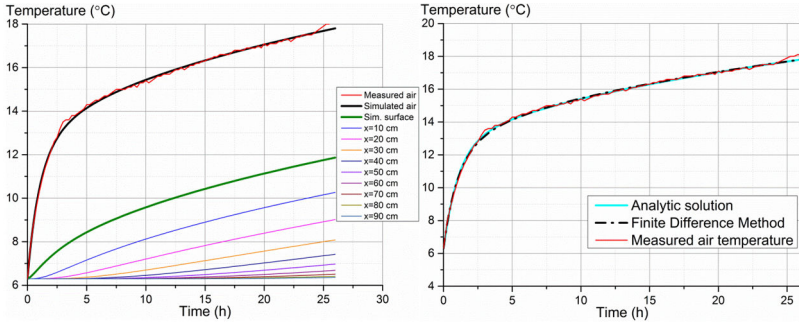 Temperature (°C)
18
16
14
12
10
8
6
0
5
10
15
20
25
30
Time (h)
Measured air
Simulated air
Sim. surface
x=10 cm
x=20 cm
x=30 cm
x=40 cm
x=50 cm
x=60 cm
x=70 cm
x=80 cm
x=90 cm
Temperature (°C)
20
18
16
14
12
10
8
6
4
2
0
5
10
15
20
25
Time (h)
Analytic solution
Finite Difference Method
Measured air temperature